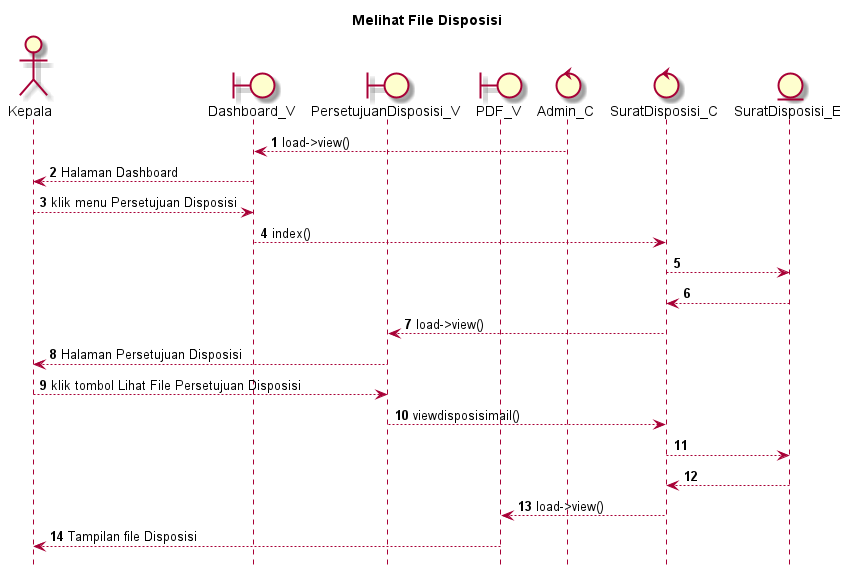 Melihat File Disposisi
Kepala
Dashboard_V
PersetujuanDisposisi_V
PDF_V
Admin_C
SuratDisposisi_C
SuratDisposisi_E
1 load->view()
2 Halaman Dashboard
3 klik menu Persetujuan Disposisi
4 index()
5
6
7 load->view()
8 Halaman Persetujuan Disposisi
9 klik tombol Lihat File Persetujuan Disposisi
10 viewdisposisimail()
11
12
13 load->view()
14 Tampilan file Disposisi